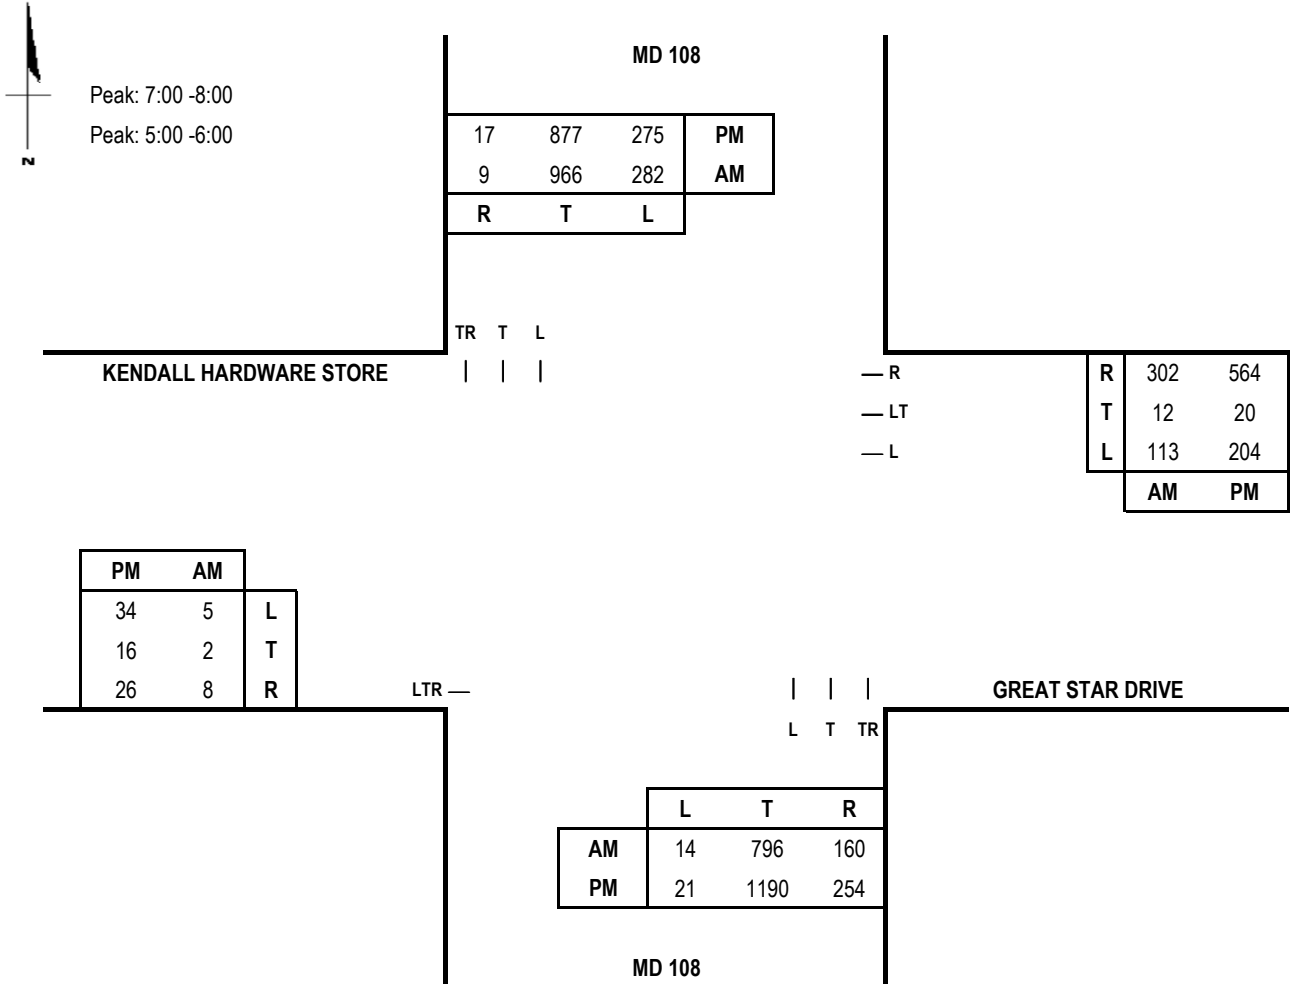 MD 108
Peak: 7:00 -8:00
Peak: 5:00 -6:00
N
17 877 275 PM
9 966 282 AM
R T L
TR T L
KENDALL HARDWARE STORE
R
LT
L
R 302 564
T 12 20
L 113 204
AM PM
PM AM
34 5 L
16 2 T
26 8 R
LTR
GREAT STAR DRIVE
L T TR
L T R
AM 14 796 160
PM 21 1190 254
MD 108